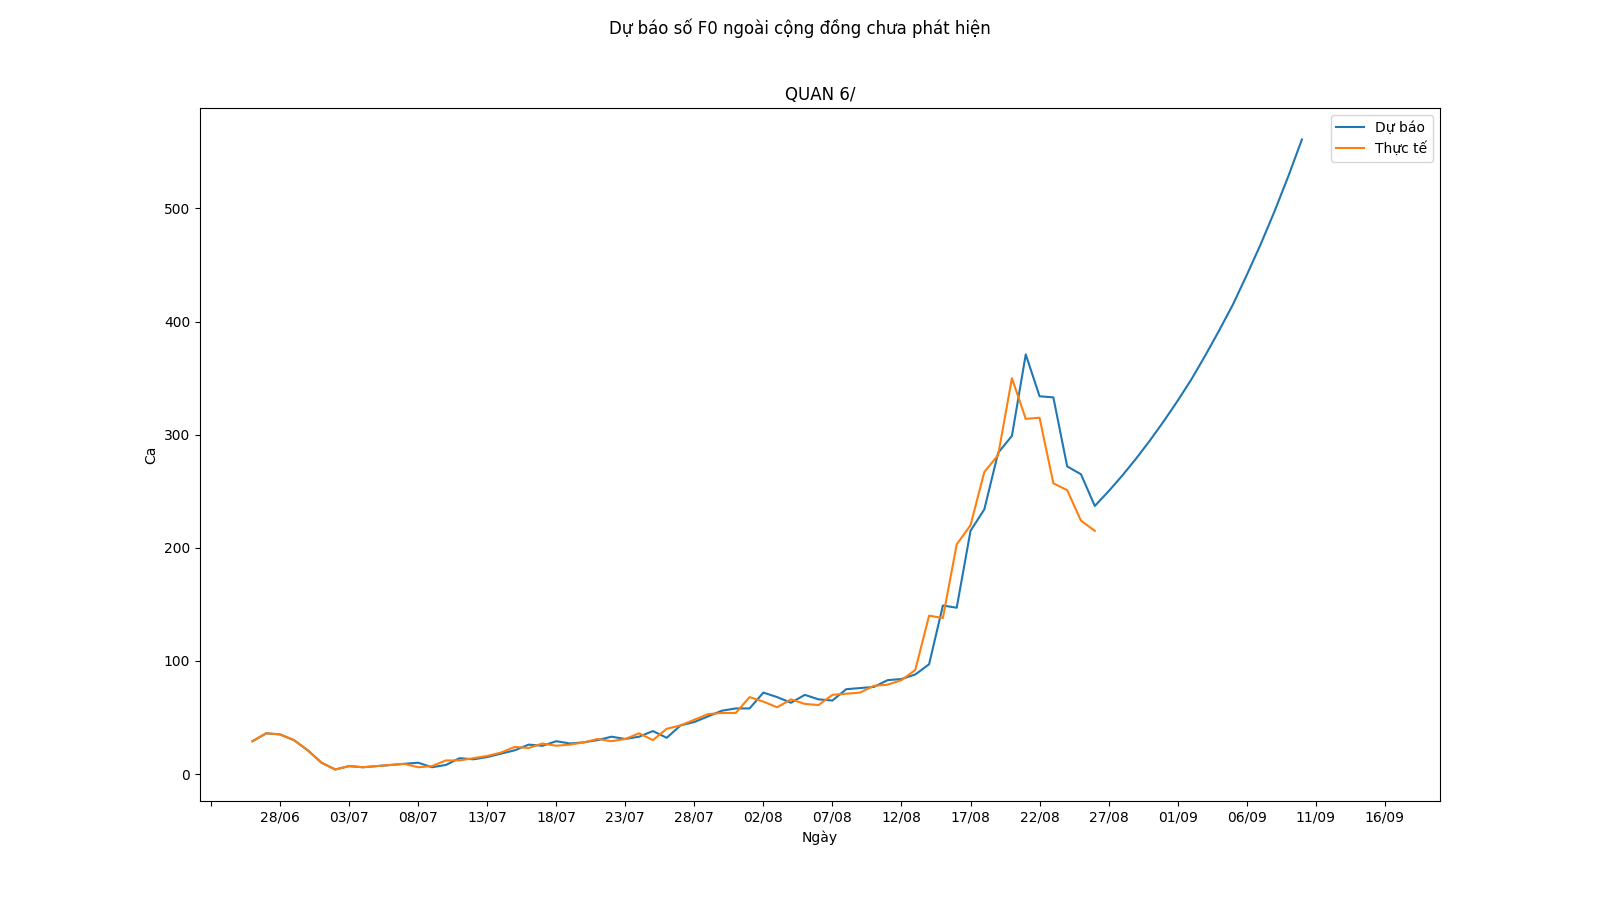 Dự báo số F0 ngoài cộng đồng chưa phát hiện
QUAN 6/
Dự báo
Thực tế
500
400
300
200
100
0
Ca
28/06 03/07 08/07 13/07 18/07 23/07 28/07 02/08 07/08 12/08 17/08 22/08 27/08 01/09 06/09 11/09 16/09
Ngày